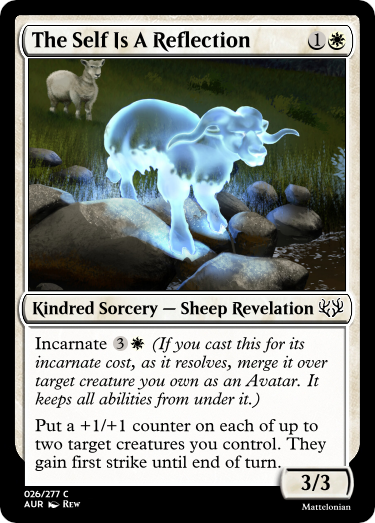 The Self Is A Reflection 1
Kindred Sorcery — Sheep Revelation
Incarnate 3 (If you cast this for its
incarnate cost, as it resolves, merge it over
target creature you own as an Avatar. It
keeps all abilities from under it.)
Put a +1/+1 counter on each of up to
two target creatures you control. They
gain first strike until end of turn.
3/3
026/277 C
AUR Rew
Mattelonian